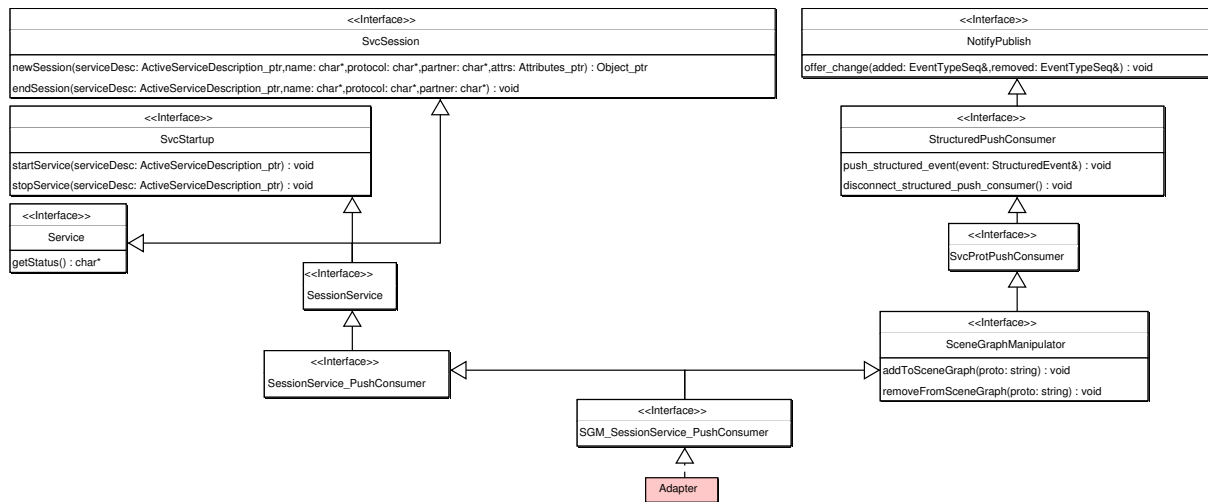 <<Interface>>
SvcSession
newSession(serviceDesc: ActiveServiceDescription_ptr,name: char*,protocol: char*,partner: char*,attrs: Attributes_ptr) : Object_ptr
endSession(serviceDesc: ActiveServiceDescription_ptr,name: char*,protocol: char*,partner: char*) : void
<<Interface>>
NotifyPublish
offer_change(added: EventTypeSeq&,removed: EventTypeSeq&) : void
<<Interface>>
SvcStartup
startService(serviceDesc: ActiveServiceDescription_ptr) : void
stopService(serviceDesc: ActiveServiceDescription_ptr) : void
<<Interface>>
StructuredPushConsumer
push_structured_event(event: StructuredEvent&) : void
disconnect_structured_push_consumer() : void
<<Interface>>
Service
getStatus() : char*
<<Interface>>
SvcProtPushConsumer
<<Interface>>
SessionService
<<Interface>>
SceneGraphManipulator
addToSceneGraph(proto: string) : void
removeFromSceneGraph(proto: string) : void
<<Interface>>
SessionService_PushConsumer
<<Interface>>
SGM_SessionService_PushConsumer
Adapter